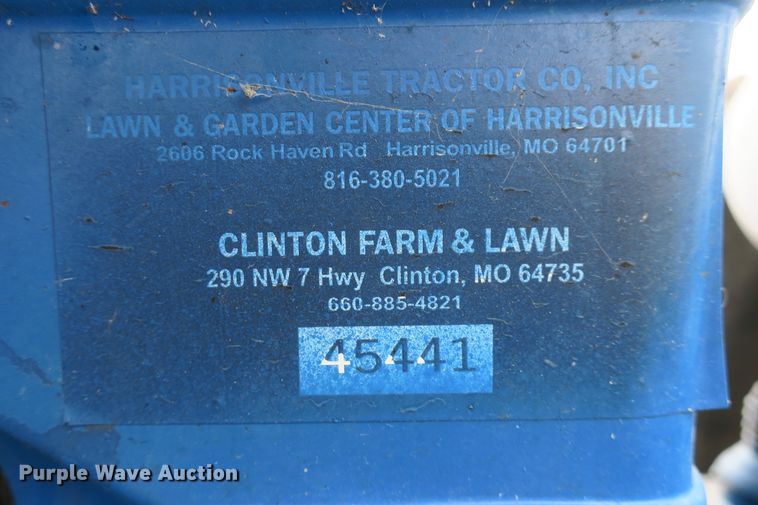 HARRISONVILLE TRACTOR CO, INC
LAWN & GARDEN CENTER OF HARRISONVILLE
2606 Rock Haven Rd Harrisonville, MO 64701
816-380-5021
CLINTON FARM & LAWN
290 NW 7 Hwy Clinton, MO 64735
660-885-4821
45441
Purple Wave Auction